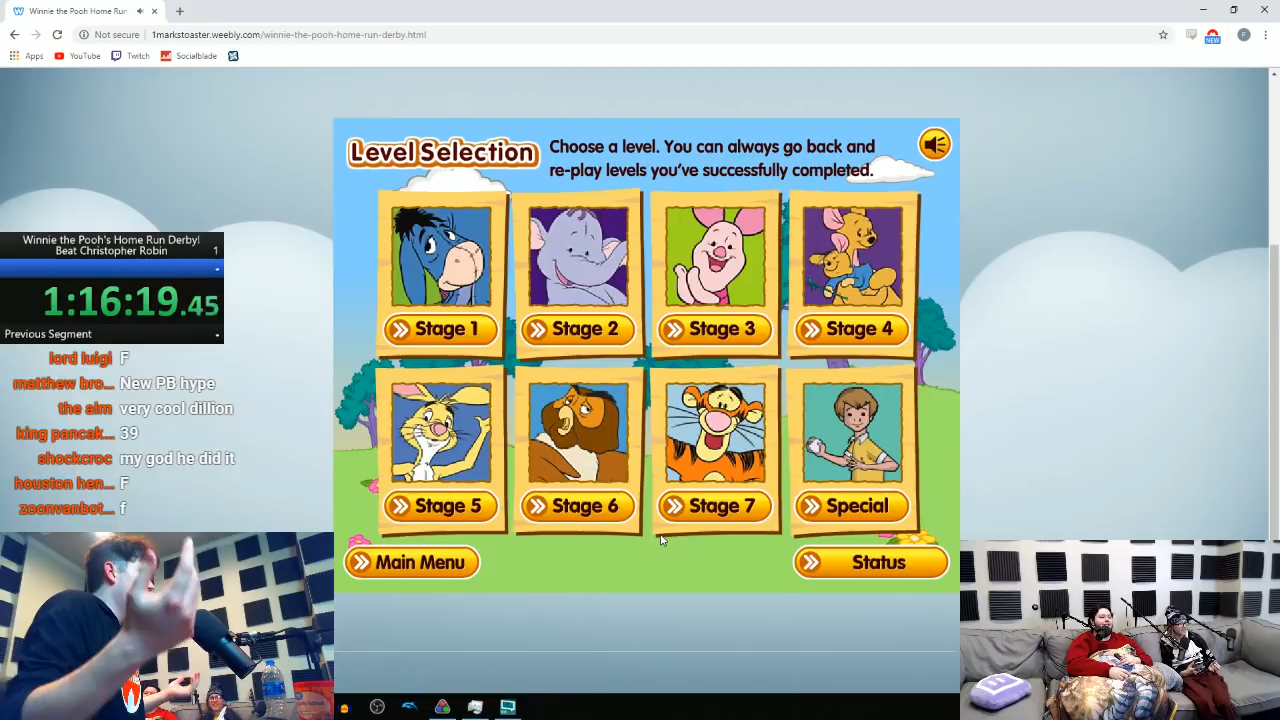 Winnie the Pooh Home Run
Not secure | 1markstoaster.weebly.com/winnie-the-pooh-home-run-derby.html
NEW
F
Apps YouTube Twitch Socialblade
Level Selection
Choose a level. You can always go back and
re-play levels you've successfully completed.
Stage 1
Stage 2
Stage 3
Stage 4
Stage 5
Stage 6
Stage 7
Special
Main Menu
Status
Winnie the Pooh's Home Run Derby!
Beat Christopher Robin 1
-
1:16:19.45
Previous Segment -
lord luigi F
matthew bro... New PB hype
the aim very cool dillion
king pancak... 39
shockcroc my god he did it
houston hen... F
zoonvanbot... f